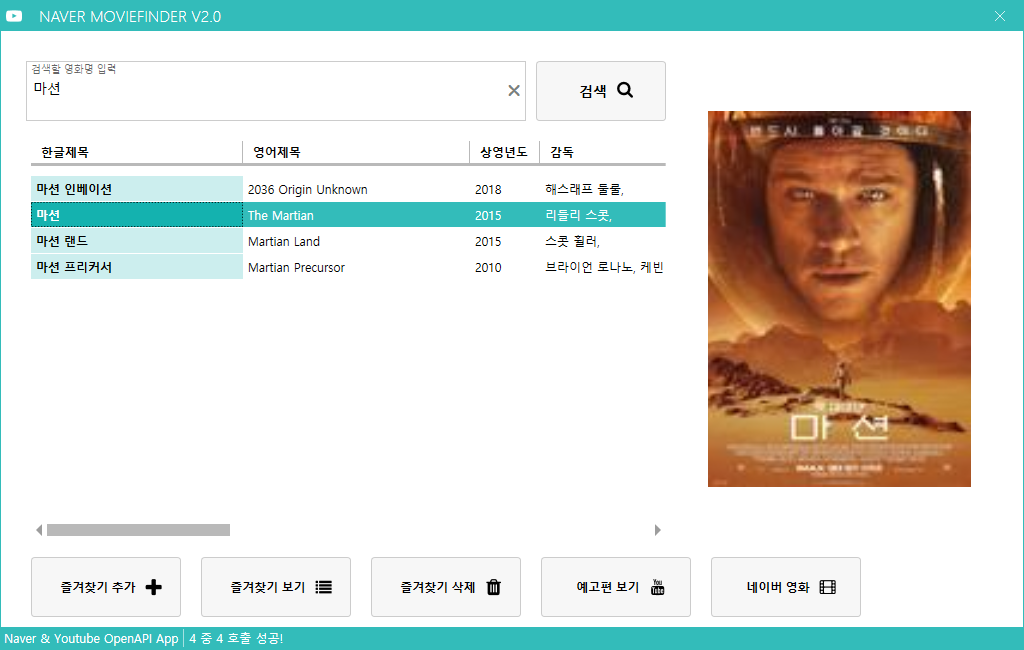 NAVER MOVIEFINDER V2.0
검색할 영화명 입력
마션
검색
한글제목 영어제목 상영년도 감독
마션 인베이션 2036 Origin Unknown 2018 해스래프 둘룰,
마션 The Martian 2015 리들리 스콧,
마션 랜드 Martian Land 2015 스콧 휠러,
마션 프리커서 Martian Precursor 2010 브라이언 로나노, 케빈
반드시 돌아갈 것이다
마션
즐겨찾기 추가 즐겨찾기 보기 즐겨찾기 삭제 예고편 보기 You Tube 네이버 영화
Naver & Youtube OpenAPI App 4 중 4 호출 성공!